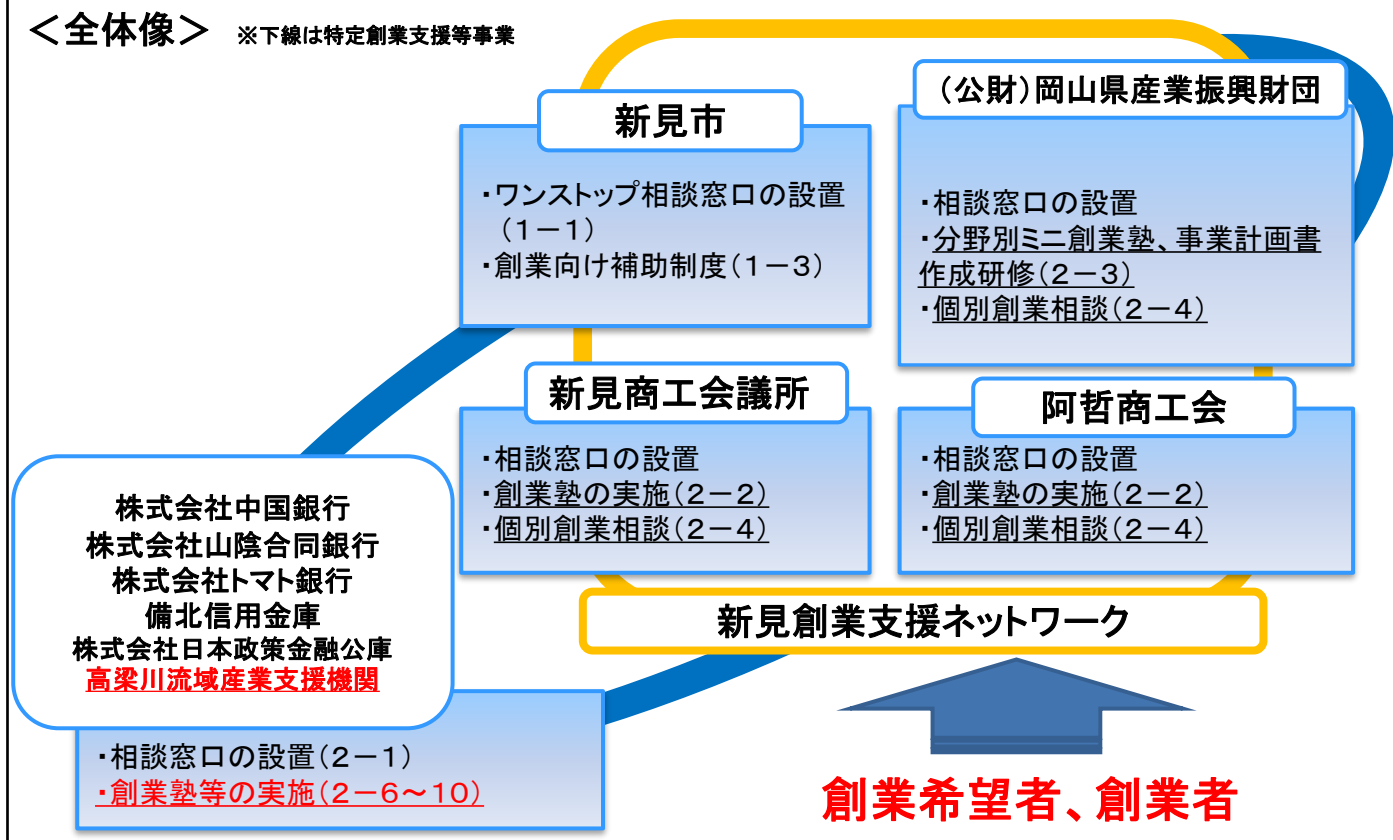 ＜全体像＞ ※下線は特定創業支援等事業
新見市
・ワンストップ相談窓口の設置
（１－１）
・創業向け補助制度（１－３）
（公財）岡山県産業振興財団
・相談窓口の設置
・分野別ミニ創業塾、事業計画書
作成研修（２－３）
・個別創業相談（２－４）
新見商工会議所
・相談窓口の設置
・創業塾の実施（２－２）
・個別創業相談（２－４）
阿哲商工会
・相談窓口の設置
・創業塾の実施（２－２）
・個別創業相談（２－４）
株式会社中国銀行
株式会社山陰合同銀行
株式会社トマト銀行
備北信用金庫
株式会社日本政策金融公庫
高梁川流域産業支援機関
・相談窓口の設置（２－１）
・創業塾等の実施（２－６～１０）
新見創業支援ネットワーク
創業希望者、創業者